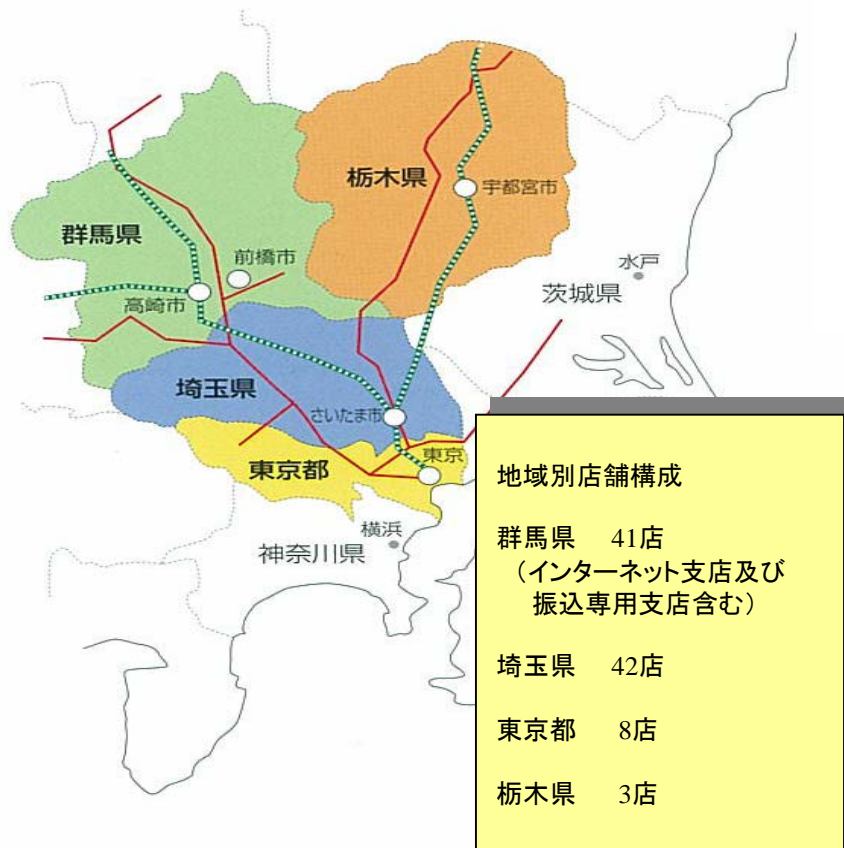 栃木県
宇都宮市
群馬県
前橋市
水戸
茨城県
高崎市
埼玉県
さいたま市
東京都
東京
横浜
神奈川県
地域別店舗構成
群馬県 41店
（インターネット支店及び
振込専用支店含む）
埼玉県 42店
東京都 8店
栃木県 3店